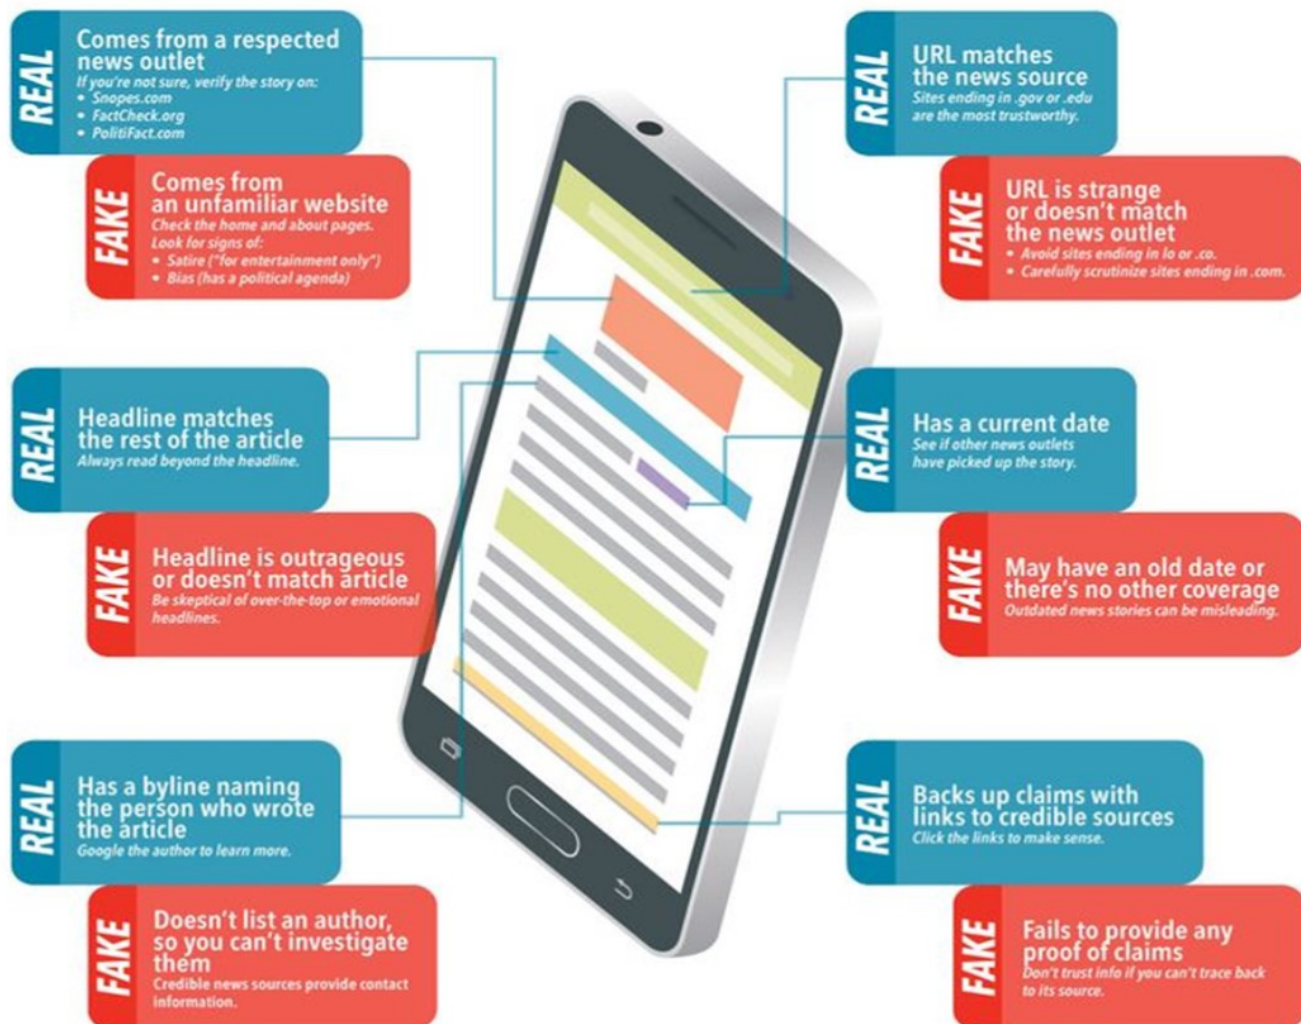 REAL
Comes from a respected
news outlet
If you're not sure, verify the story on:
• Snopes.com
• FactCheck.org
• PolitiFact.com
FAKE
Comes from
an unfamiliar website
Check the home and about pages.
Look for signs of:
• Satire ("for entertainment only")
• Bias (has a political agenda)
REAL
URL matches
the news source
Sites ending in .gov or .edu
are the most trustworthy.
FAKE
URL is strange
or doesn't match
the news outlet
• Avoid sites ending in lo or .co.
• Carefully scrutinize sites ending in .com.
REAL
Headline matches
the rest of the article
Always read beyond the headline.
FAKE
Headline is outrageous
or doesn't match article
Be skeptical of over-the-top or emotional
headlines.
REAL
Has a current date
See if other news outlets
have picked up the story.
FAKE
May have an old date or
there's no other coverage
Outdated news stories can be misleading.
REAL
Has a byline naming
the person who wrote
the article
Google the author to learn more.
FAKE
Doesn't list an author,
so you can't investigate
them
Credible news sources provide contact
information.
REAL
Backs up claims with
links to credible sources
Click the links to make sense.
FAKE
Fails to provide any
proof of claims
Don't trust info if you can't trace back
to its source.